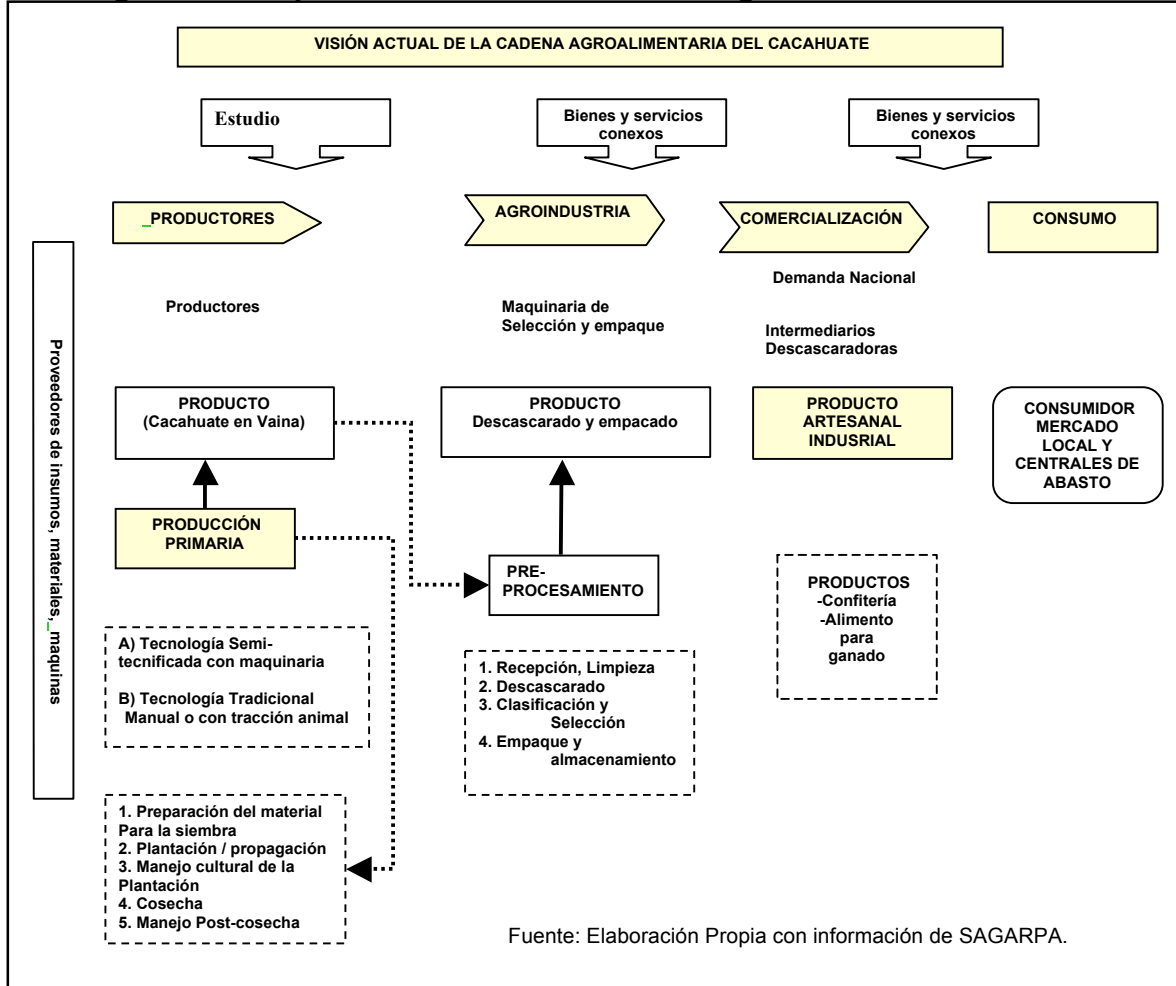 VISIÓN ACTUAL DE LA CADENA AGROALIMENTARIA DEL CACAHUATE
Estudio
Bienes y servicios
conexos
Bienes y servicios
conexos
_PRODUCTORES
AGROINDUSTRIA
COMERCIALIZACIÓN
CONSUMO
Proveedores de insumos, materiales,_maquinas
Productores
Maquinaria de
Selección y empaque
Demanda Nacional
Intermediarios
Descascaradoras
PRODUCTO
(Cacahuate en Vaina)
PRODUCTO
Descascarado y empacado
PRODUCTO
ARTESANAL
INDUSRIAL
CONSUMIDOR
MERCADO
LOCAL Y
CENTRALES DE
ABASTO
PRODUCCIÓN
PRIMARIA
PRE-
PROCESAMIENTO
PRODUCTOS
-Confitería
-Alimento
para
ganado
A) Tecnología Semi-
tecnificada con maquinaria
B) Tecnología Tradicional
Manual o con tracción animal
1. Recepción, Limpieza
2. Descascarado
3. Clasificación y
Selección
4. Empaque y
almacenamiento
1. Preparación del material
Para la siembra
2. Plantación / propagación
3. Manejo cultural de la
Plantación
4. Cosecha
5. Manejo Post-cosecha
Fuente: Elaboración Propia con información de SAGARPA.